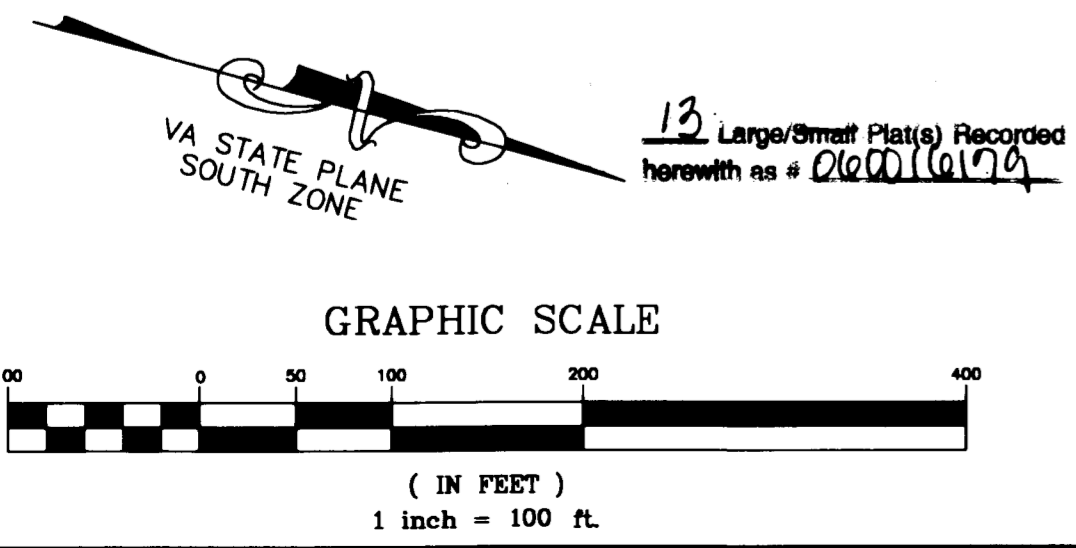 VA STATE PLANE
SOUTH ZONE
13 Large/Small Plat(s) Recorded
herewith as # 060016179
GRAPHIC SCALE
00 0 50 100 200 400
( IN FEET )
1 inch = 100 ft.